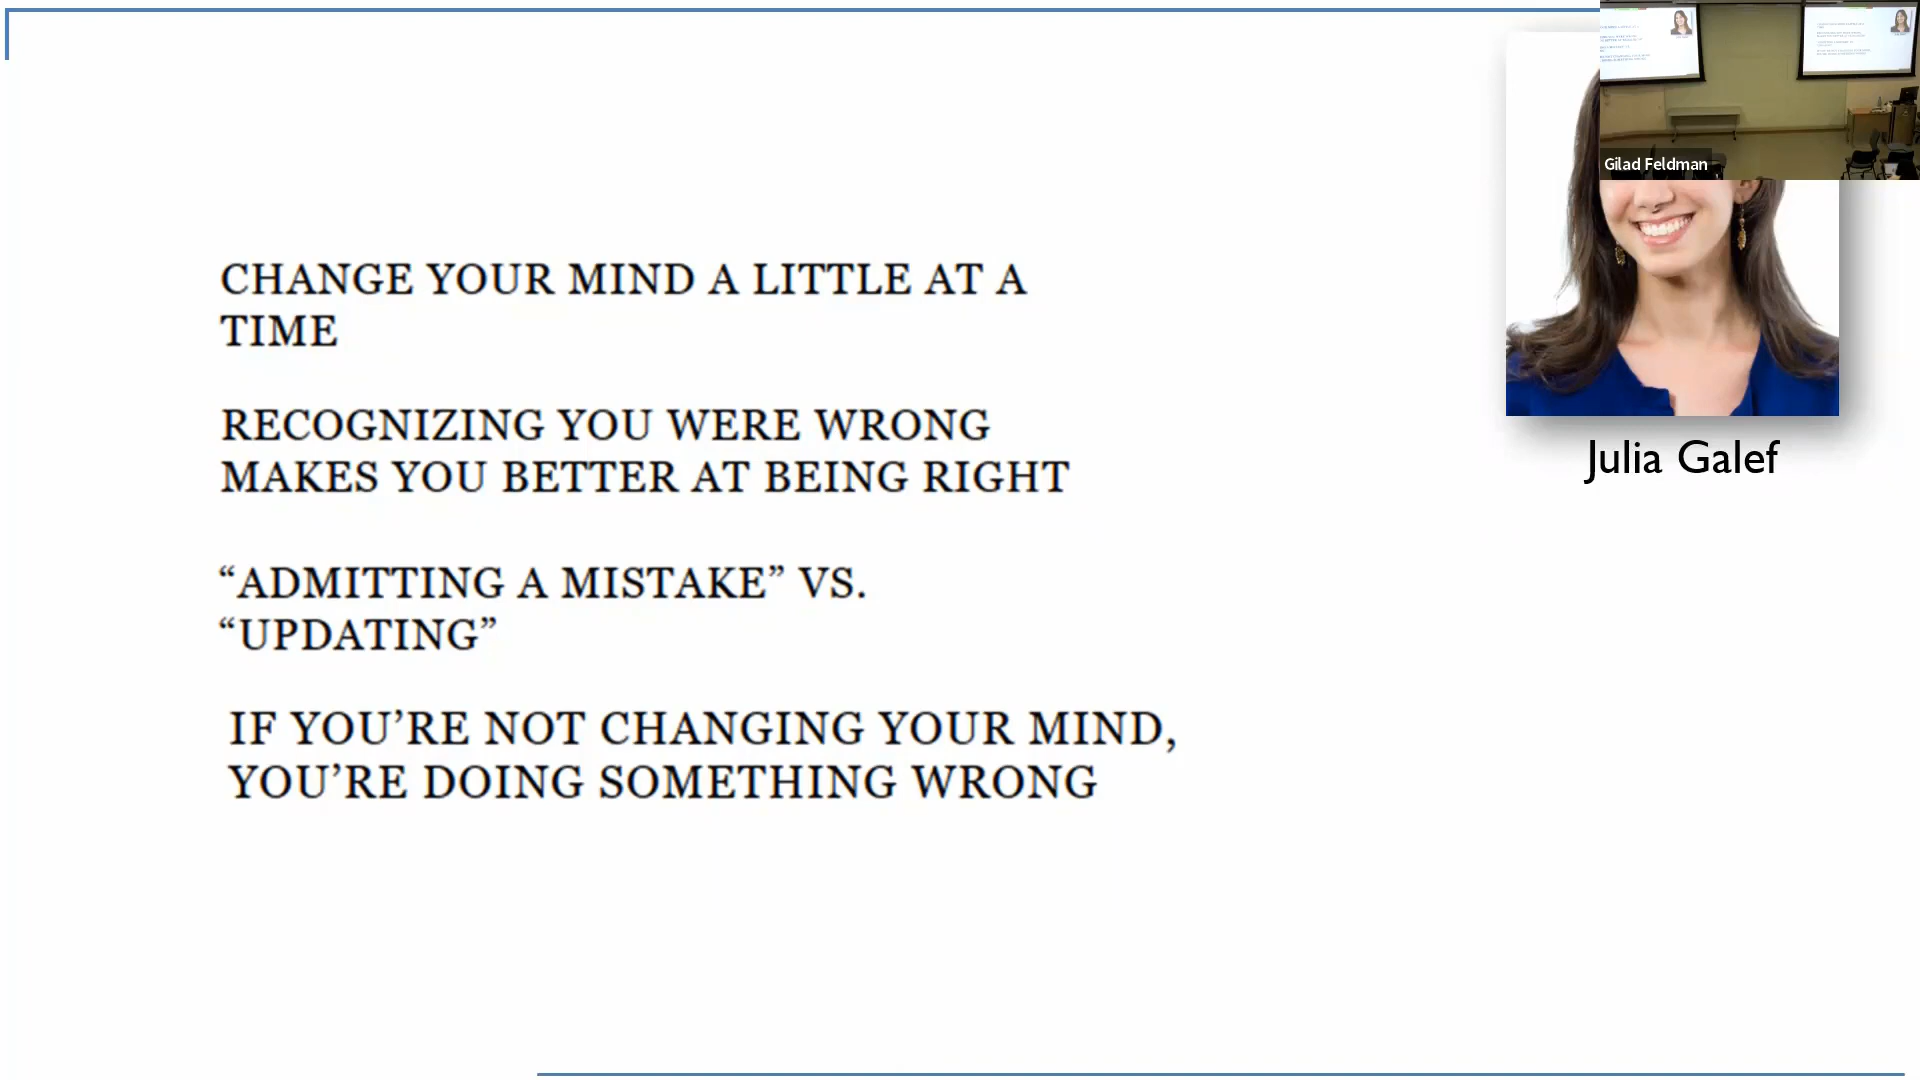 CHANGE YOUR MIND A LITTLE AT A
TIME
RECOGNIZING YOU WERE WRONG
MAKES YOU BETTER AT BEING RIGHT
“ADMITTING A MISTAKE” VS.
“UPDATING”
IF YOU’RE NOT CHANGING YOUR MIND,
YOU’RE DOING SOMETHING WRONG
Gilad Feldman
Julia Galef